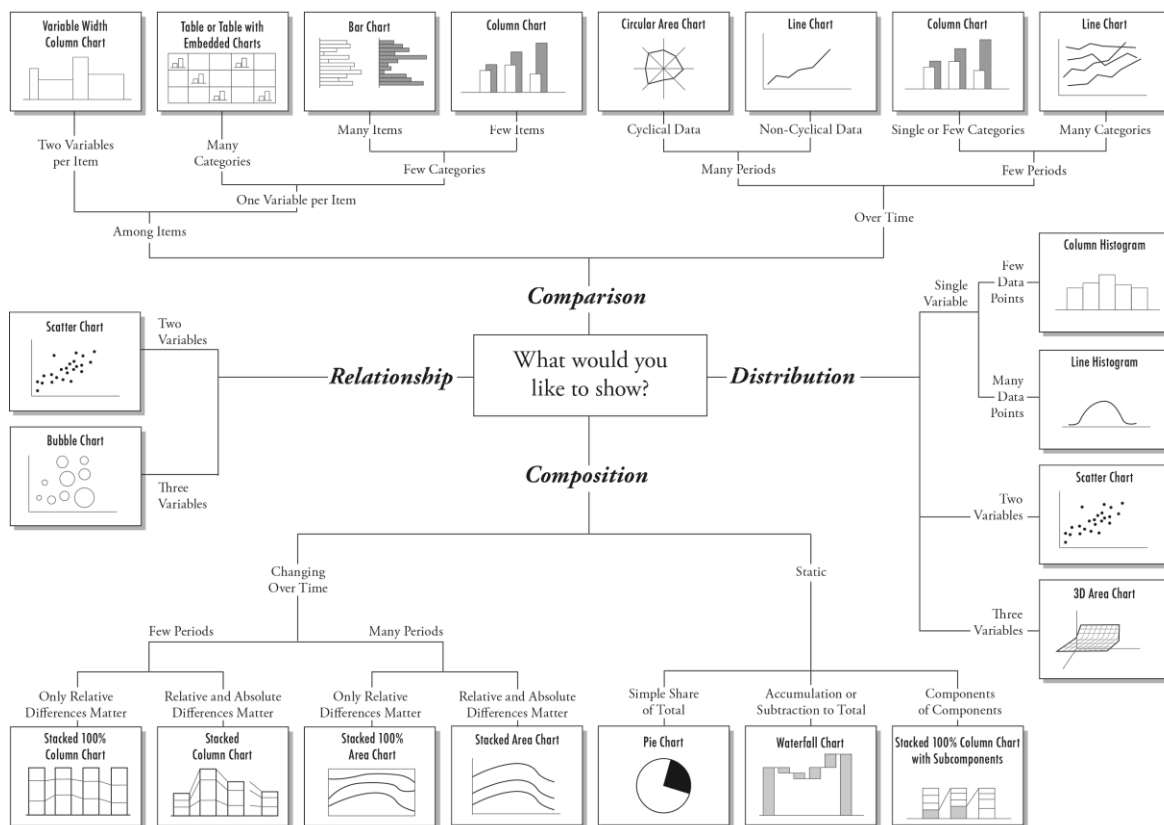 Variable Width
Column Chart
Table or Table with
Embedded Charts
Bar Chart
Column Chart
Circular Area Chart
Line Chart
Column Chart
Line Chart
Two Variables
per Item
Many
Categories
Many Items
Few Items
Cyclical Data
Non-Cyclical Data
Single or Few Categories
Many Categories
Few Categories
Many Periods
Few Periods
One Variable per Item
Over Time
Among Items
Comparison
Column Histogram
Few
Data
Points
Single
Variable
Scatter Chart
Two
Variables
Relationship
What would you
like to show?
Distribution
Line Histogram
Many
Data
Points
Bubble Chart
Three
Variables
Composition
Scatter Chart
Two
Variables
Changing
Over Time
Static
3D Area Chart
Three
Variables
Few Periods
Many Periods
Only Relative
Differences Matter
Relative and Absolute
Differences Matter
Only Relative
Differences Matter
Relative and Absolute
Differences Matter
Simple Share
of Total
Accumulation or
Subtraction to Total
Components
of Components
Stacked 100%
Column Chart
Stacked
Column Chart
Stacked 100%
Area Chart
Stacked Area Chart
Pie Chart
Waterfall Chart
Stacked 100% Column Chart
with Subcomponents